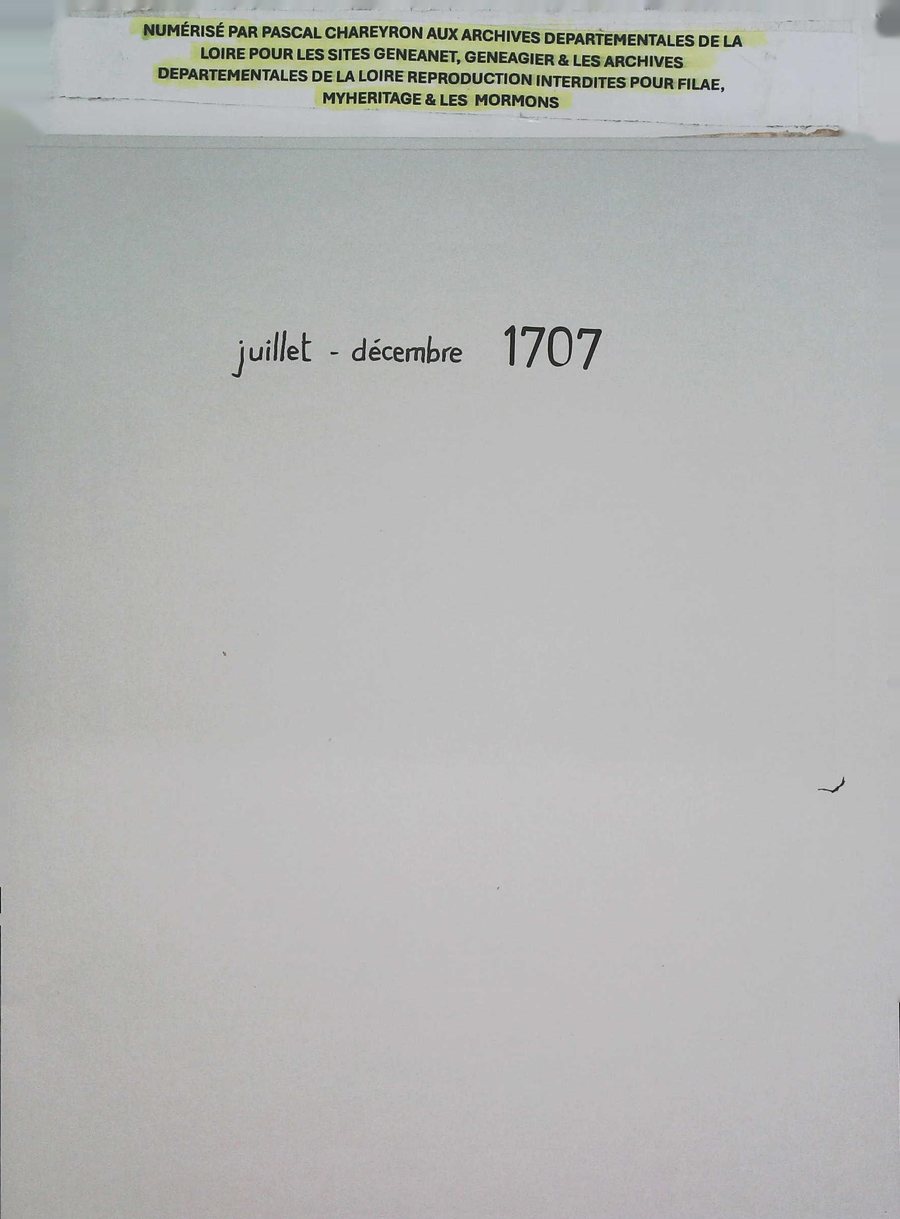 NUMÉRISÉ PAR PASCAL CHAREYRON AUX ARCHIVES DEPARTEMENTALES DE LA
LOIRE POUR LES SITES GENEANET, GENEAGIER & LES ARCHIVES
DEPARTEMENTALES DE LA LOIRE REPRODUCTION INTERDITES POUR FILAE,
MYHERITAGE & LES MORMONS
juillet - décembre 1707